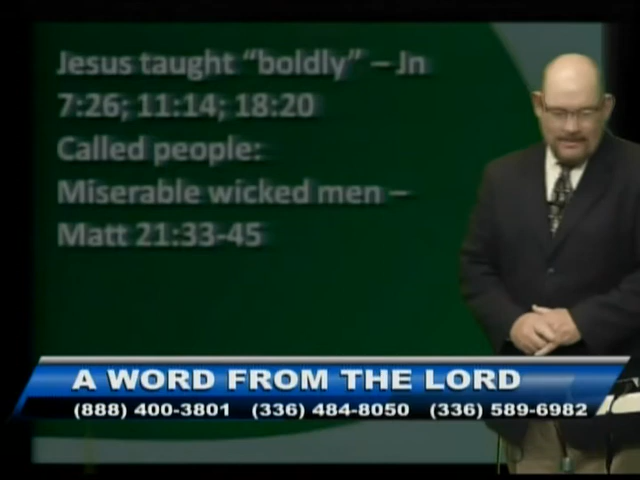 Jesus taught “boldly” – Jn
7:26; 11:14; 18:20
Called people:
Miserable wicked men –
Matt 21:33-45
A WORD FROM THE LORD
(888) 400-3801 (336) 484-8050 (336) 589-6982